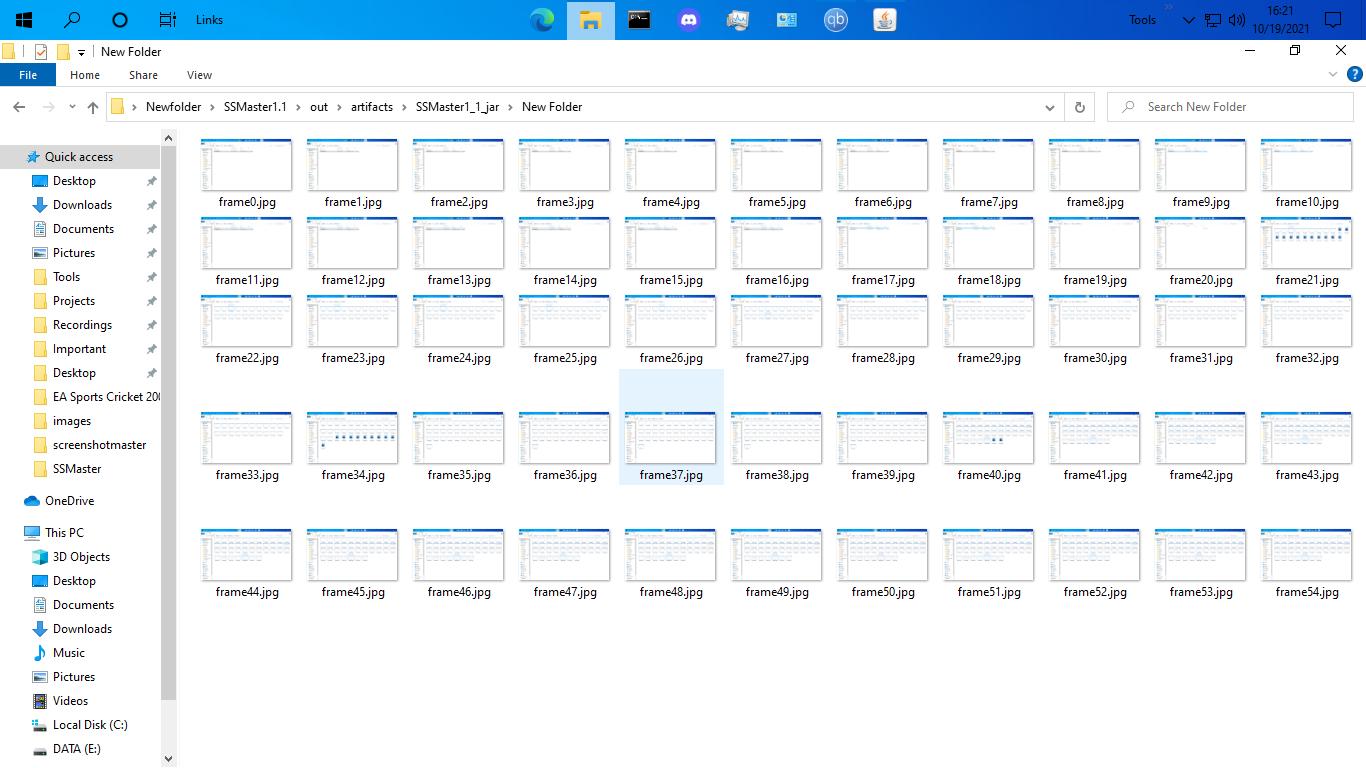 Links
Tools
16:21
10/19/2021
New Folder
File Home Share View
Newfolder SSMaster1.1 out artifacts SSMaster1_1_jar New Folder
Search New Folder
Quick access
Desktop
Downloads
Documents
Pictures
Tools
Projects
Recordings
Important
Desktop
EA Sports Cricket 200
images
screenshotmaster
SSMaster
OneDrive
This PC
3D Objects
Desktop
Documents
Downloads
Music
Pictures
Videos
Local Disk (C:)
DATA (E:)
frame0.jpg frame1.jpg frame2.jpg frame3.jpg frame4.jpg frame5.jpg frame6.jpg frame7.jpg frame8.jpg frame9.jpg frame10.jpg
frame11.jpg frame12.jpg frame13.jpg frame14.jpg frame15.jpg frame16.jpg frame17.jpg frame18.jpg frame19.jpg frame20.jpg frame21.jpg
frame22.jpg frame23.jpg frame24.jpg frame25.jpg frame26.jpg frame27.jpg frame28.jpg frame29.jpg frame30.jpg frame31.jpg frame32.jpg
frame33.jpg frame34.jpg frame35.jpg frame36.jpg frame37.jpg frame38.jpg frame39.jpg frame40.jpg frame41.jpg frame42.jpg frame43.jpg
frame44.jpg frame45.jpg frame46.jpg frame47.jpg frame48.jpg frame49.jpg frame50.jpg frame51.jpg frame52.jpg frame53.jpg frame54.jpg